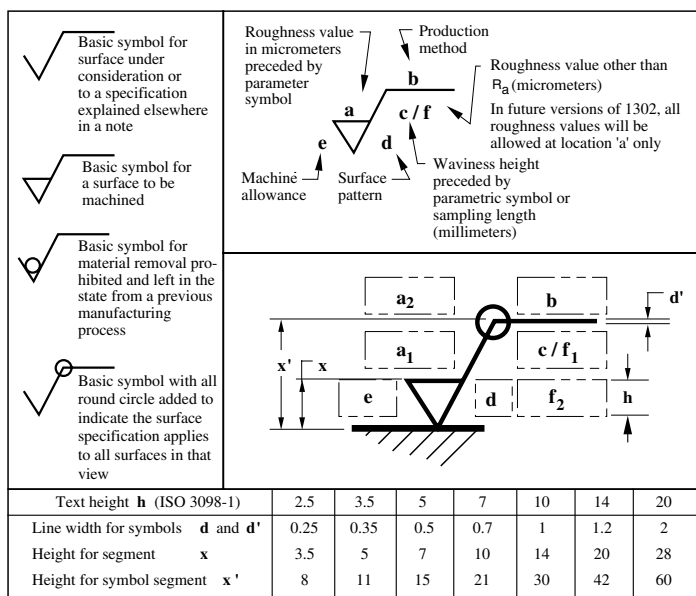 Basic symbol for
surface under
consideration or
to a specification
explained elsewhere
in a note
Basic symbol for
a surface to be
machined
Basic symbol for
material removal pro-
hibited and left in the
state from a previous
manufacturing
process
Basic symbol with all
round circle added to
indicate the surface
specification applies
to all surfaces in that
view
Roughness value
in micrometers
preceded by
parameter
symbol
Production
method
Roughness value other than
Ra (micrometers)
In future versions of 1302, all
roughness values will be
allowed at location 'a' only
b
a
c / f
e
d
Machine
allowance
Surface
pattern
Waviness height
preceded by
parametric symbol or
sampling length
(millimeters)
a2
b
d'
a1
c / f1
x'
x
e
d
f2
h
Text height h (ISO 3098-1) 2.5 3.5 5 7 10 14 20
Line width for symbols d and d' 0.25 0.35 0.5 0.7 1 1.2 2
Height for segment x 3.5 5 7 10 14 20 28
Height for symbol segment x' 8 11 15 21 30 42 60